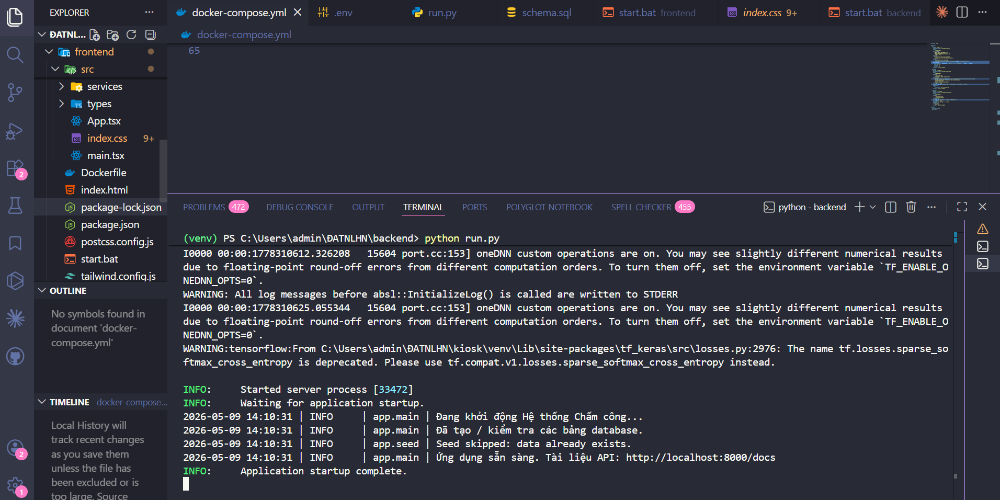 EXPLORER
ĐATNL...
frontend
src
services
types
App.tsx
index.css 9+
main.tsx
Dockerfile
index.html
package-lock.json
package.json
postcss.config.js
start.bat
tailwind.config.js
OUTLINE
No symbols found in
document 'docker-
compose.yml'
TIMELINE docker-compose...
Local History will
track recent changes
as you save them
unless the file has
been excluded or is
too large. Source
2
2
1
docker-compose.yml .env run.py schema.sql start.bat frontend index.css 9+ start.bat backend
docker-compose.yml
65
PROBLEMS 472 DEBUG CONSOLE OUTPUT TERMINAL PORTS POLYGLOT NOTEBOOK SPELL CHECKER 455 python - backend
(venv) PS C:\Users\admin\ĐATNLHN\backend> python run.py
I0000 00:00:1778310612.326208   15604 port.cc:153] oneDNN custom operations are on. You may see slightly different numerical results
due to floating-point round-off errors from different computation orders. To turn them off, set the environment variable `TF_ENABLE_O
NEDNN_OPTS=0`.
WARNING: All log messages before absl::InitializeLog() is called are written to STDERR
I0000 00:00:1778310625.055344   15604 port.cc:153] oneDNN custom operations are on. You may see slightly different numerical results
due to floating-point round-off errors from different computation orders. To turn them off, set the environment variable `TF_ENABLE_O
NEDNN_OPTS=0`.
WARNING:tensorflow:From C:\Users\admin\ĐATNLHN\kiosk\venv\Lib\site-packages\tf_keras\src\losses.py:2976: The name tf.losses.sparse_so
ftmax_cross_entropy is deprecated. Please use tf.compat.v1.losses.sparse_softmax_cross_entropy instead.
INFO:     Started server process [33472]
INFO:     Waiting for application startup.
2026-05-09 14:10:31 | INFO     | app.main | Đang khởi động Hệ thống Chấm công...
2026-05-09 14:10:31 | INFO     | app.main | Đã tạo / kiểm tra các bảng database.
2026-05-09 14:10:31 | INFO     | app.seed | Seed skipped: data already exists.
2026-05-09 14:10:31 | INFO     | app.main | Ứng dụng sẵn sàng. Tài liệu API: http://localhost:8000/docs
INFO:     Application startup complete.